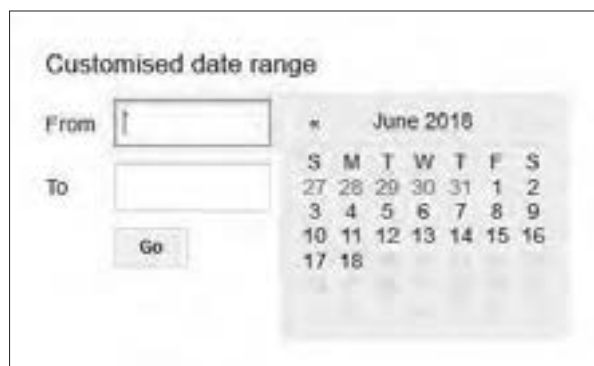 Customised date range
From
To
Go
« June 2018
S M T W T F S
27 28 29 30 31 1 2
3 4 5 6 7 8 9
10 11 12 13 14 15 16
17 18